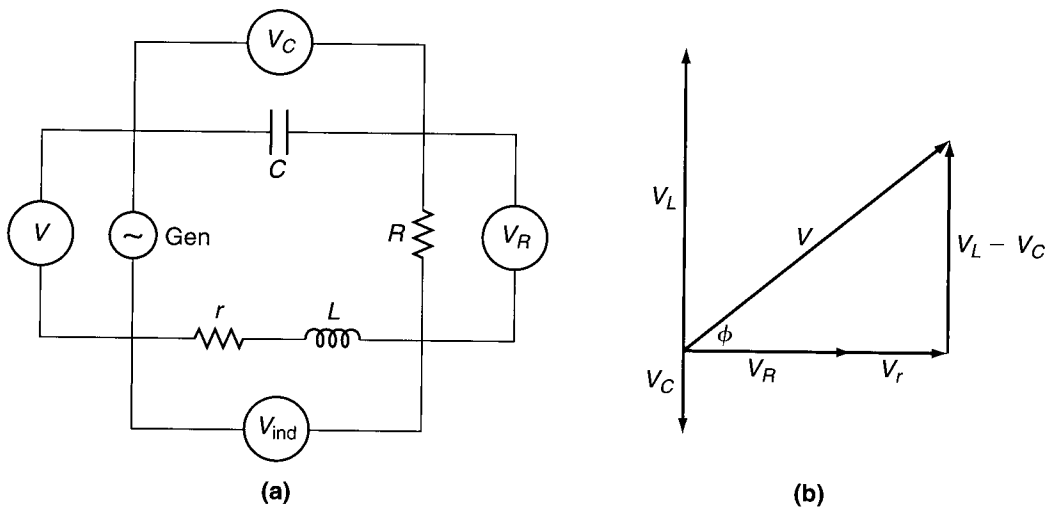 V_C
C
V
~
Gen
R
V_R
r
L
V_ind
(a)
V_L
V
V_L − V_C
ϕ
V_C
V_R
V_r
(b)